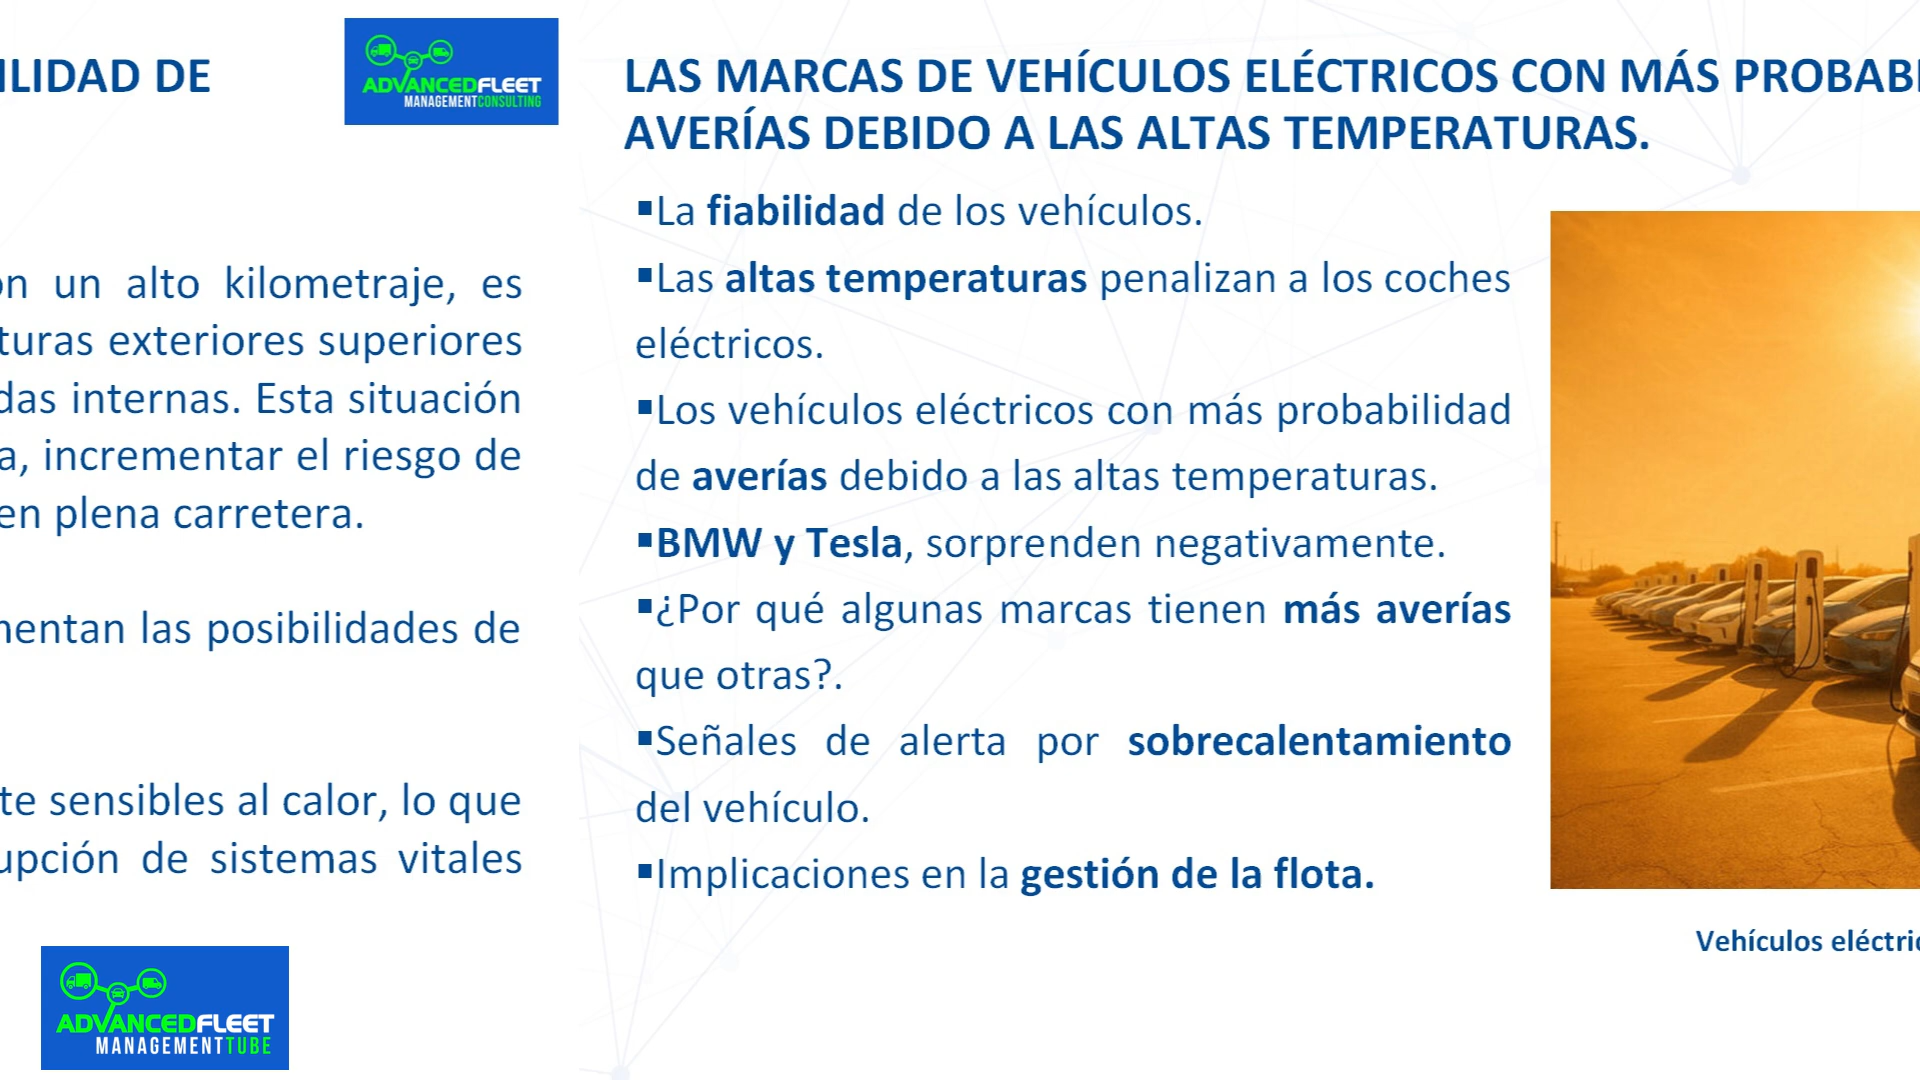 ILIDAD DE
ADVANCEDFLEET
MANAGEMENTCONSULTING
ón un alto kilometraje, es
turas exteriores superiores
das internas. Esta situación
a, incrementar el riesgo de
en plena carretera.
mentan las posibilidades de
te sensibles al calor, lo que
upción de sistemas vitales
ADVANCEDFLEET
MANAGEMENTTUBE
LAS MARCAS DE VEHÍCULOS ELÉCTRICOS CON MÁS PROBABI
AVERÍAS DEBIDO A LAS ALTAS TEMPERATURAS.
▪La fiabilidad de los vehículos.
▪Las altas temperaturas penalizan a los coches
eléctricos.
▪Los vehículos eléctricos con más probabilidad
de averías debido a las altas temperaturas.
▪BMW y Tesla, sorprenden negativamente.
▪¿Por qué algunas marcas tienen más averías
que otras?.
▪Señales de alerta por sobrecalentamiento
del vehículo.
▪Implicaciones en la gestión de la flota.
Vehículos eléctric